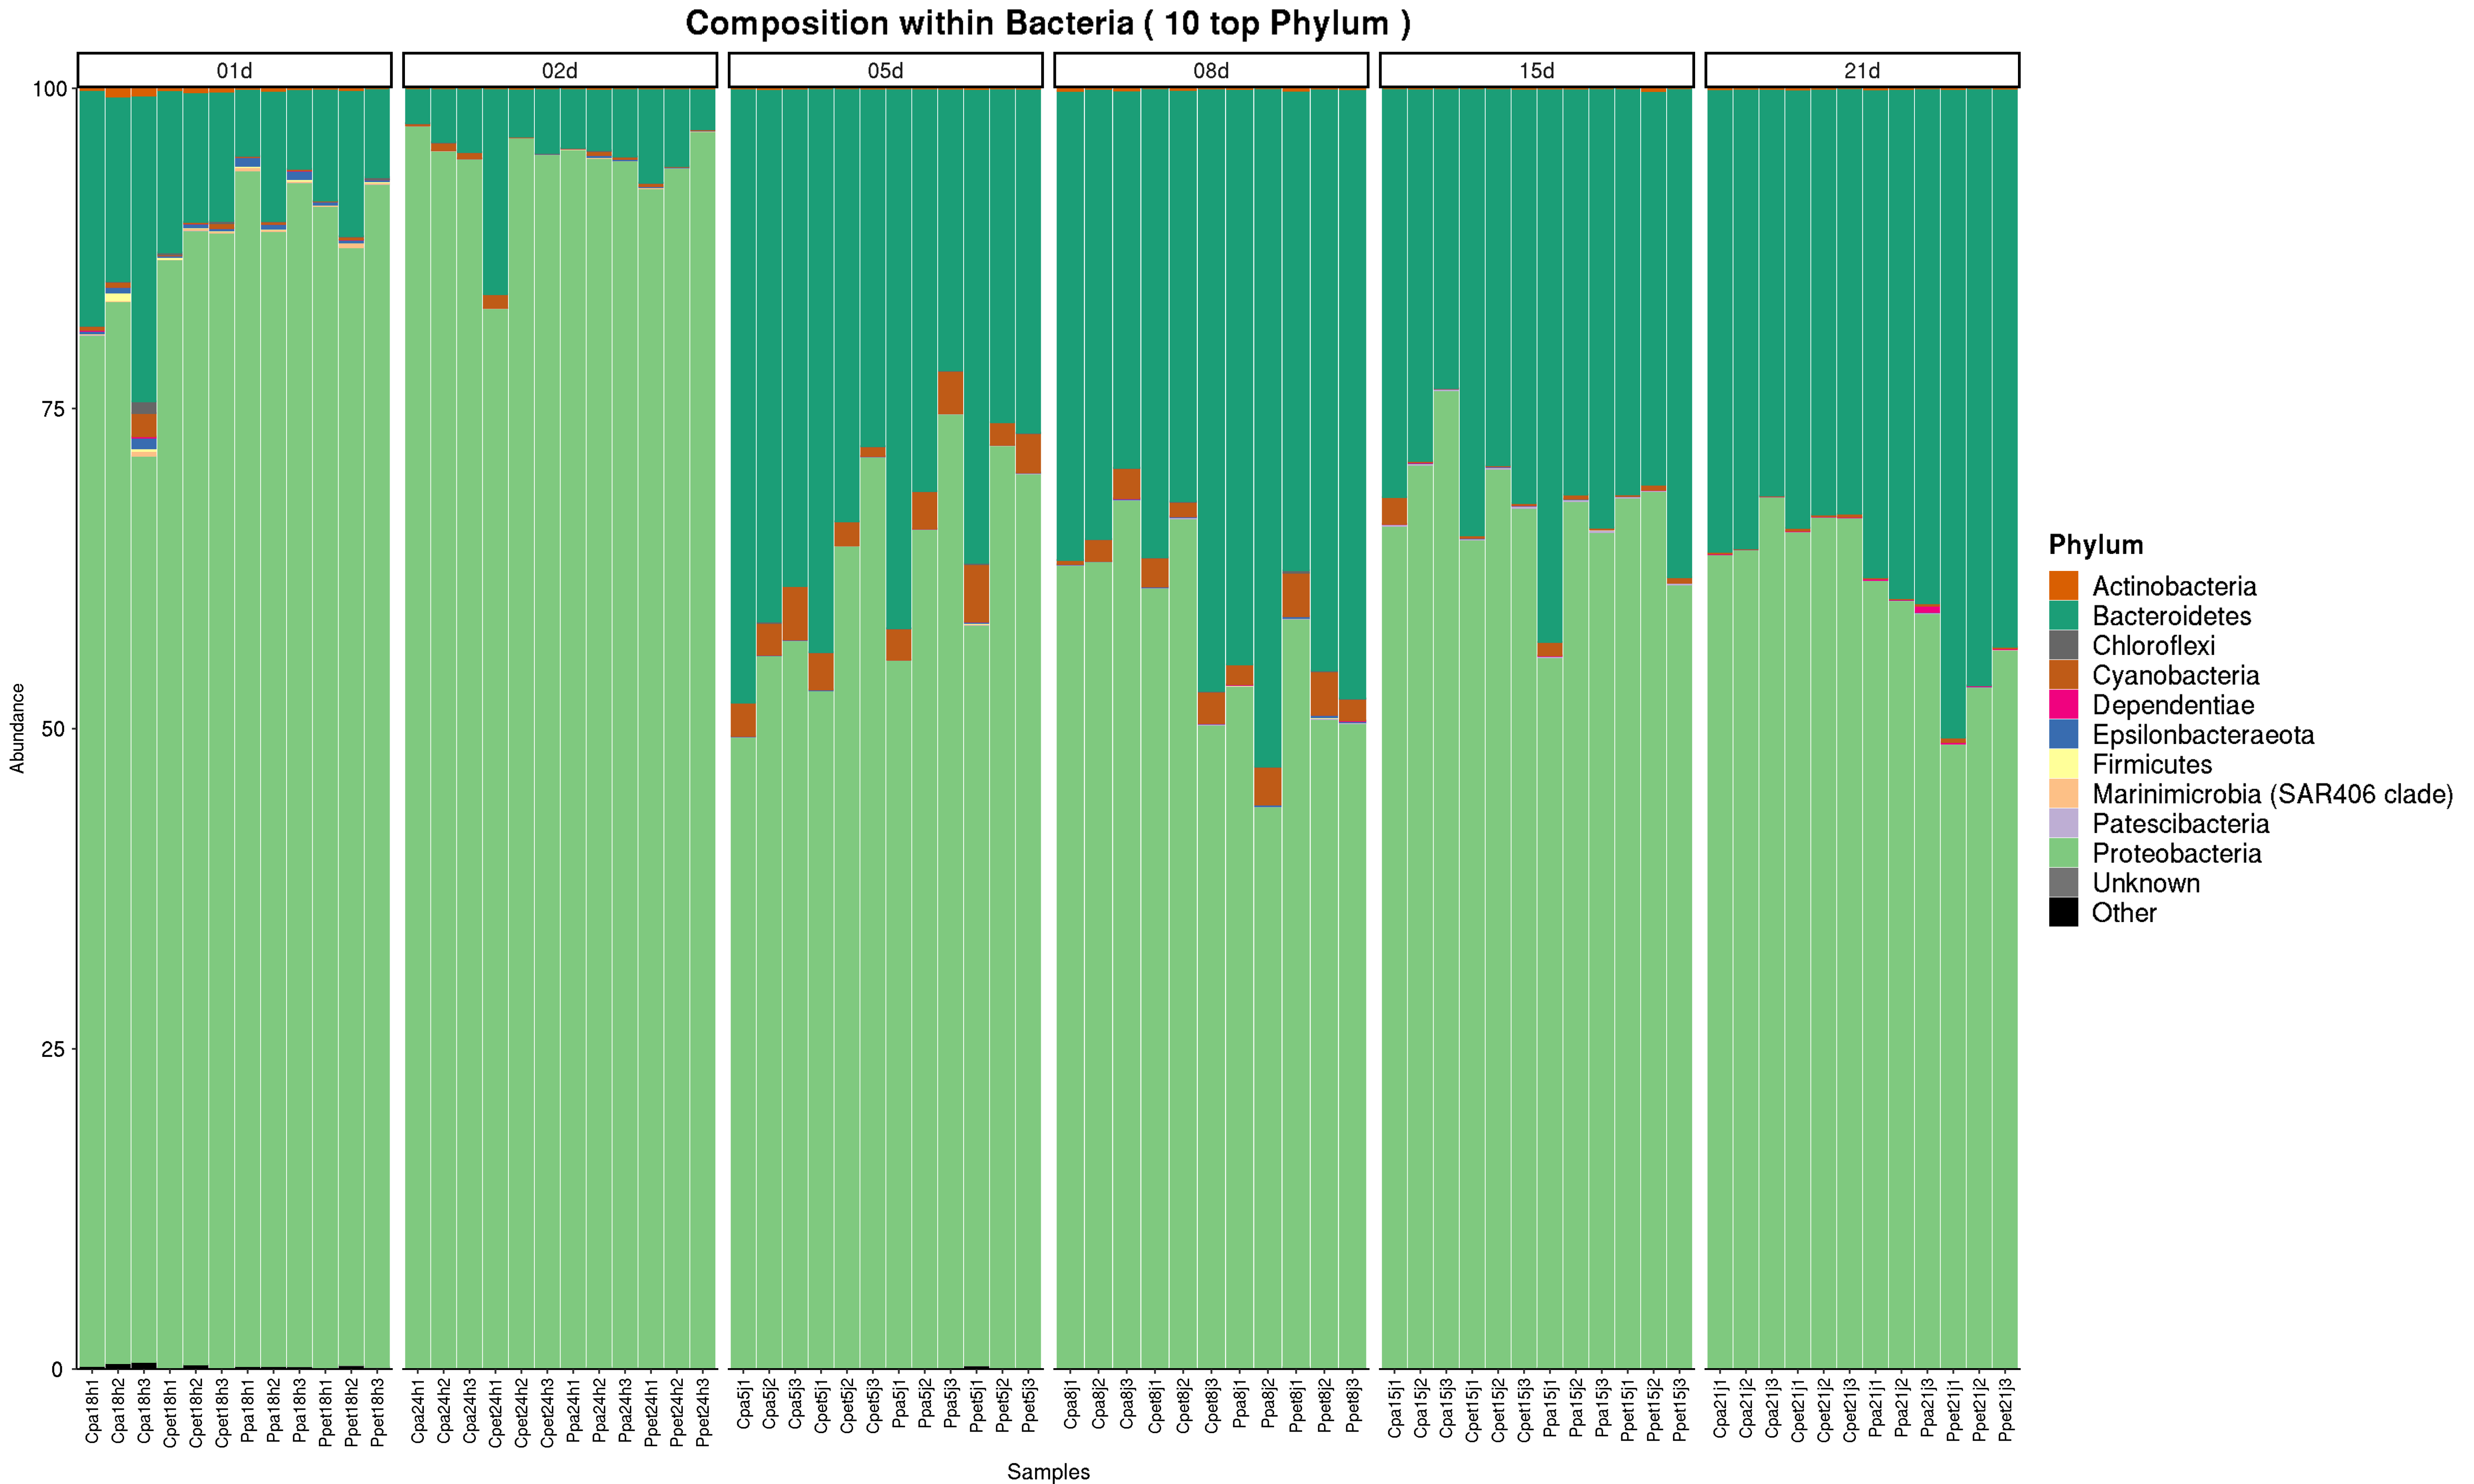 Composition within Bacteria ( 10 top Phylum )
01d
02d
05d
08d
15d
21d
100
75
50
25
0
Abundance
Cpa18h1
Cpa18h2
Cpa18h3
Cpet18h1
Cpet18h2
Cpet18h3
Ppa18h1
Ppa18h2
Ppa18h3
Ppet18h1
Ppet18h2
Ppet18h3
Cpa24h1
Cpa24h2
Cpa24h3
Cpet24h1
Cpet24h2
Cpet24h3
Ppa24h1
Ppa24h2
Ppa24h3
Ppet24h1
Ppet24h2
Ppet24h3
Cpa5j1
Cpa5j2
Cpa5j3
Cpet5j1
Cpet5j2
Cpet5j3
Ppa5j1
Ppa5j2
Ppa5j3
Ppet5j1
Ppet5j2
Ppet5j3
Cpa8j1
Cpa8j2
Cpa8j3
Cpet8j1
Cpet8j2
Cpet8j3
Ppa8j1
Ppa8j2
Ppet8j1
Ppet8j2
Ppet8j3
Cpa15j1
Cpa15j2
Cpa15j3
Cpet15j1
Cpet15j2
Cpet15j3
Ppa15j1
Ppa15j2
Ppa15j3
Ppet15j1
Ppet15j2
Ppet15j3
Cpa21j1
Cpa21j2
Cpa21j3
Cpet21j1
Cpet21j2
Cpet21j3
Ppa21j1
Ppa21j2
Ppa21j3
Ppet21j1
Ppet21j2
Ppet21j3
Samples
Phylum
Actinobacteria
Bacteroidetes
Chloroflexi
Cyanobacteria
Dependentiae
Epsilonbacteraeota
Firmicutes
Marinimicrobia (SAR406 clade)
Patescibacteria
Proteobacteria
Unknown
Other